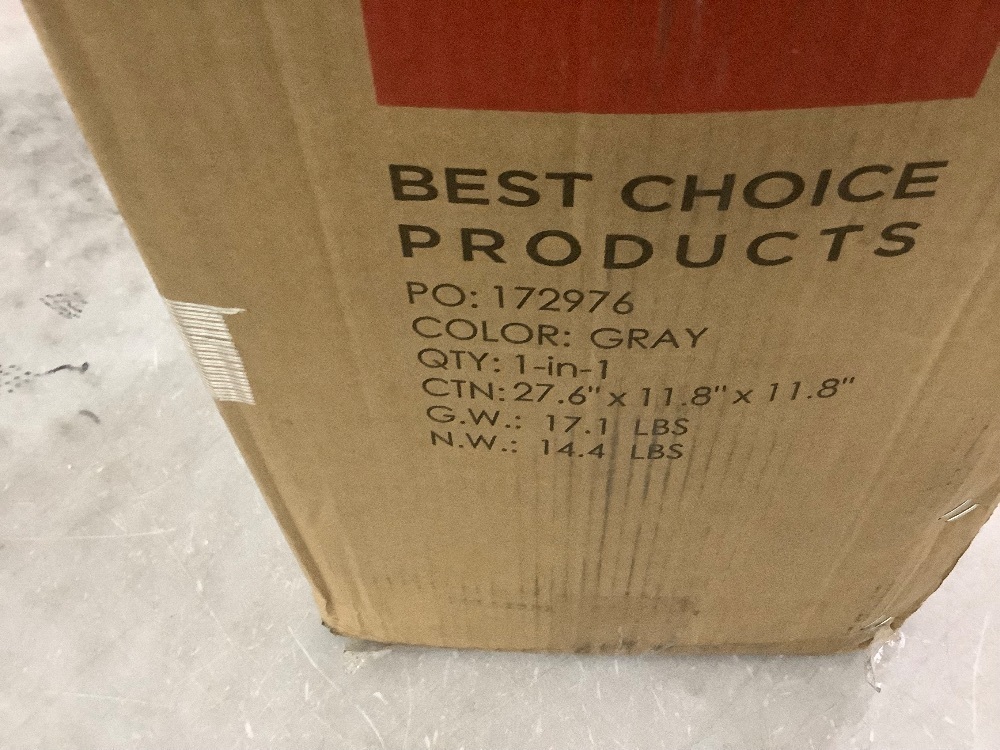 BEST CHOICE
PRODUCTS
PO: 172976
COLOR: GRAY
QTY: 1-in-1
CTN: 27.6" x 11.8" x 11.8"
G.W.: 17.1 LBS
N.W.: 14.4 LBS